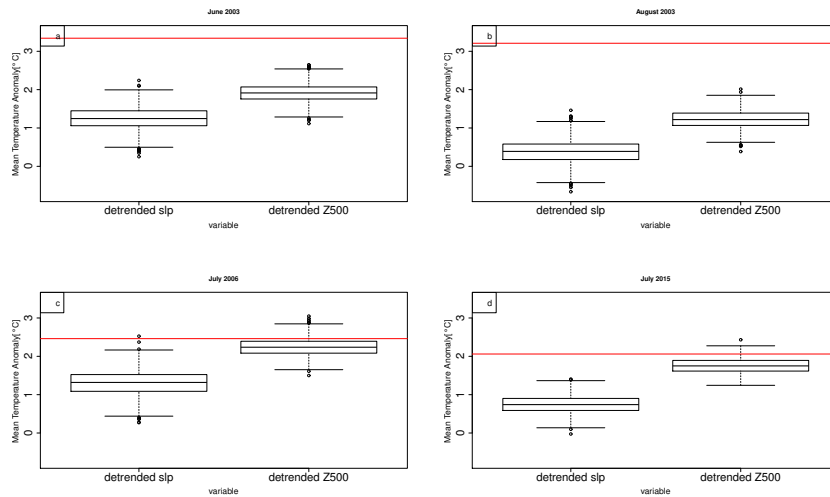 June 2003
a
Mean Temperature Anomaly[°C]
3
2
1
0
detrended slp
detrended Z500
variable
August 2003
b
Mean Temperature Anomaly[°C]
3
2
1
0
detrended slp
detrended Z500
variable
July 2006
c
Mean Temperature Anomaly[°C]
3
2
1
0
detrended slp
detrended Z500
variable
July 2015
d
Mean Temperature Anomaly[°C]
3
2
1
0
detrended slp
detrended Z500
variable